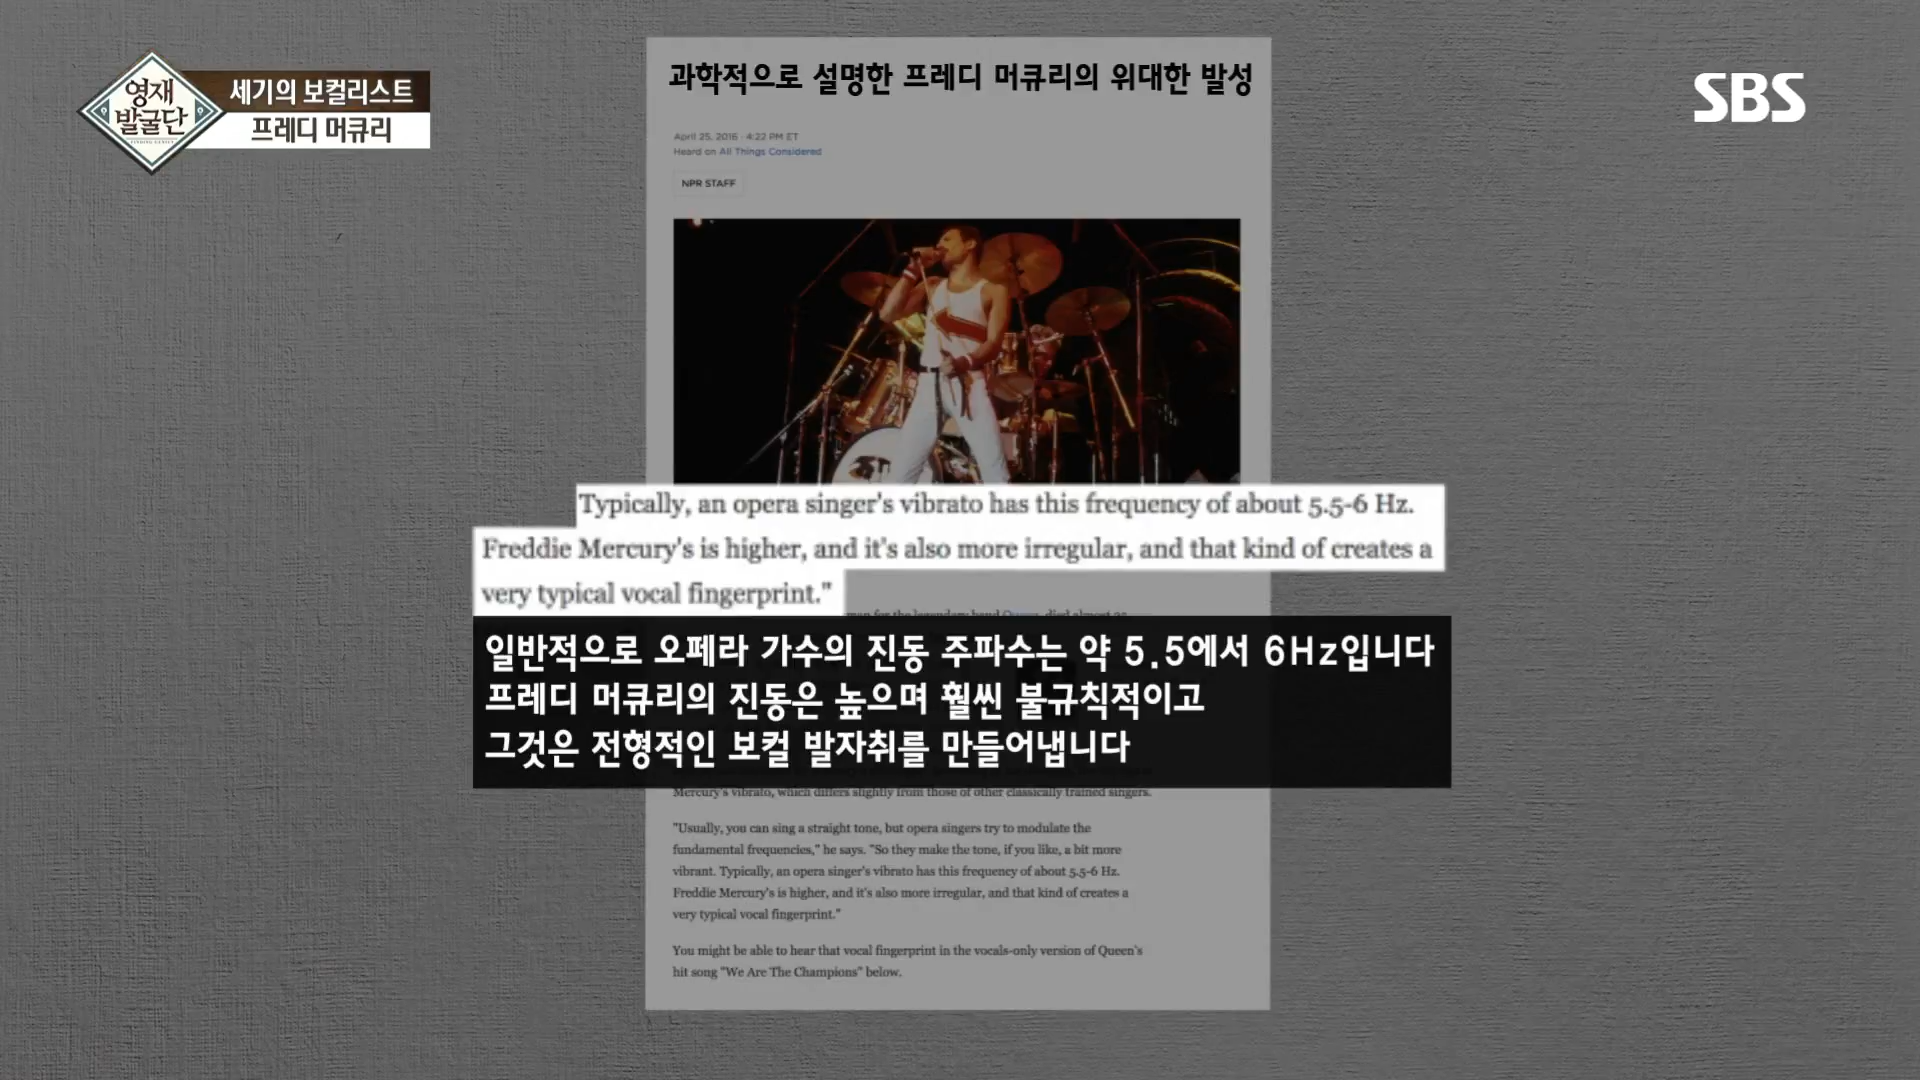 영재
발굴단
FINDING GENIUS
세기의 보컬리스트
프레디 머큐리
SBS
과학적으로 설명한 프레디 머큐리의 위대한 발성
April 25, 2016 · 4:22 PM ET
Heard on All Things Considered
NPR STAFF
Typically, an opera singer's vibrato has this frequency of about 5.5-6 Hz.
Freddie Mercury's is higher, and it's also more irregular, and that kind of creates a
very typical vocal fingerprint."
for the legendary band Queen, died almost 25
일반적으로 오페라 가수의 진동 주파수는 약 5.5에서 6Hz입니다
프레디 머큐리의 진동은 높으며 훨씬 불규칙적이고
그것은 전형적인 보컬 발자취를 만들어냅니다
Mercury's vibrato, which differs slightly from those of other classically trained singers.
"Usually, you can sing a straight tone, but opera singers try to modulate the
fundamental frequencies," he says. "So they make the tone, if you like, a bit more
vibrant. Typically, an opera singer's vibrato has this frequency of about 5.5-6 Hz.
Freddie Mercury's is higher, and it's also more irregular, and that kind of creates a
very typical vocal fingerprint."
You might be able to hear that vocal fingerprint in the vocals-only version of Queen's
hit song "We Are The Champions" below.